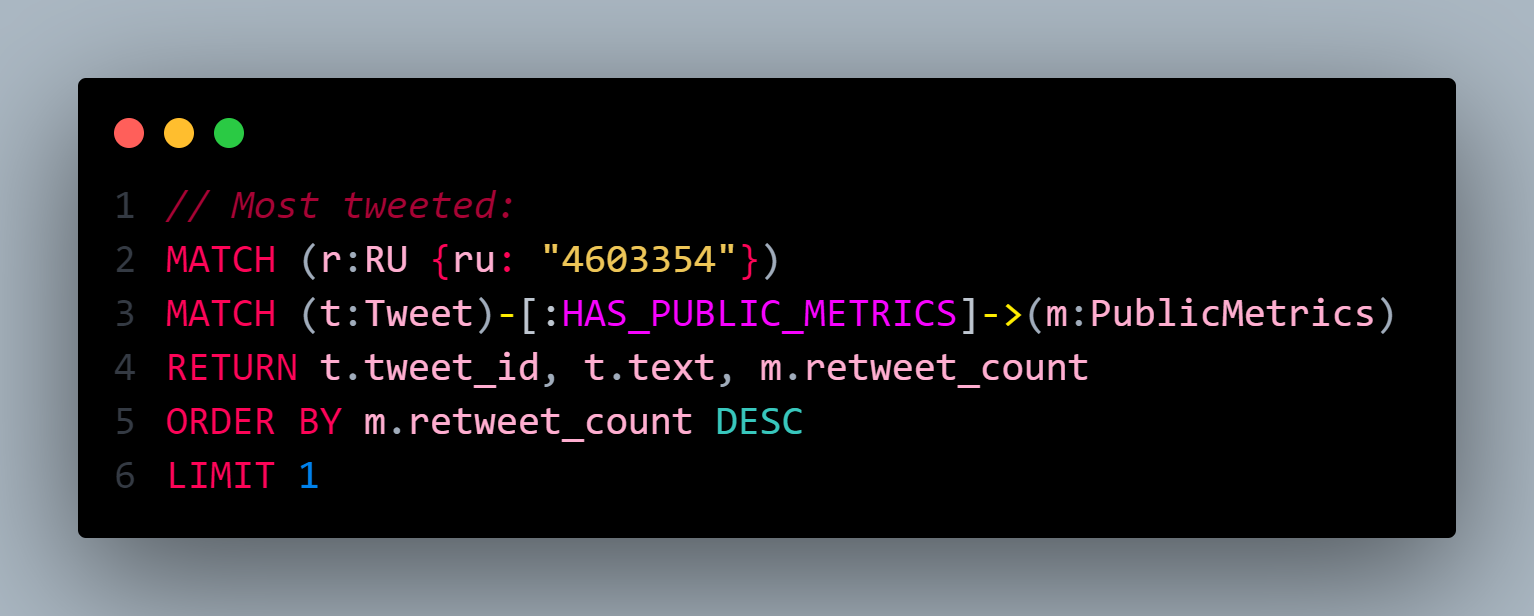 1 // Most tweeted:
2 MATCH (r:RU {ru: "4603354"})
3 MATCH (t:Tweet)-[:HAS_PUBLIC_METRICS]->(m:PublicMetrics)
4 RETURN t.tweet_id, t.text, m.retweet_count
5 ORDER BY m.retweet_count DESC
6 LIMIT 1